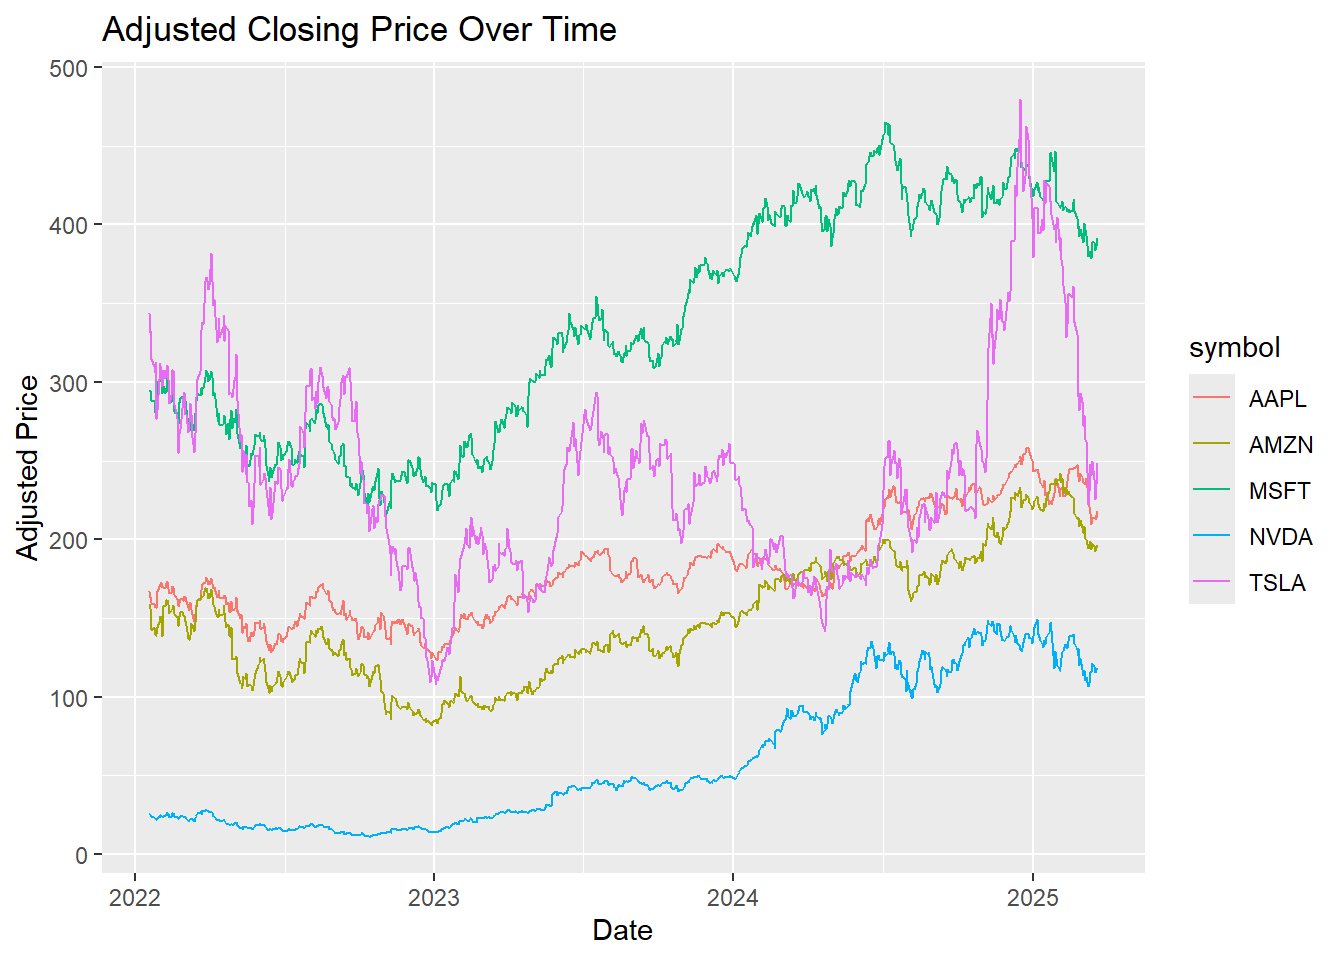 Adjusted Closing Price Over Time
500
400
300
200
100
0
Adjusted Price
2022
2023
2024
2025
Date
symbol
AAPL
AMZN
MSFT
NVDA
TSLA